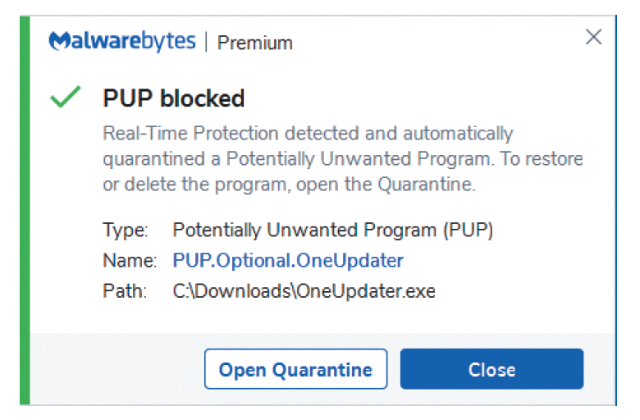 Malwarebytes | Premium
PUP blocked
Real-Time Protection detected and automatically
quarantined a Potentially Unwanted Program. To restore
or delete the program, open the Quarantine.
Type: Potentially Unwanted Program (PUP)
Name: PUP.Optional.OneUpdater
Path: C:\Downloads\OneUpdater.exe
Open Quarantine Close